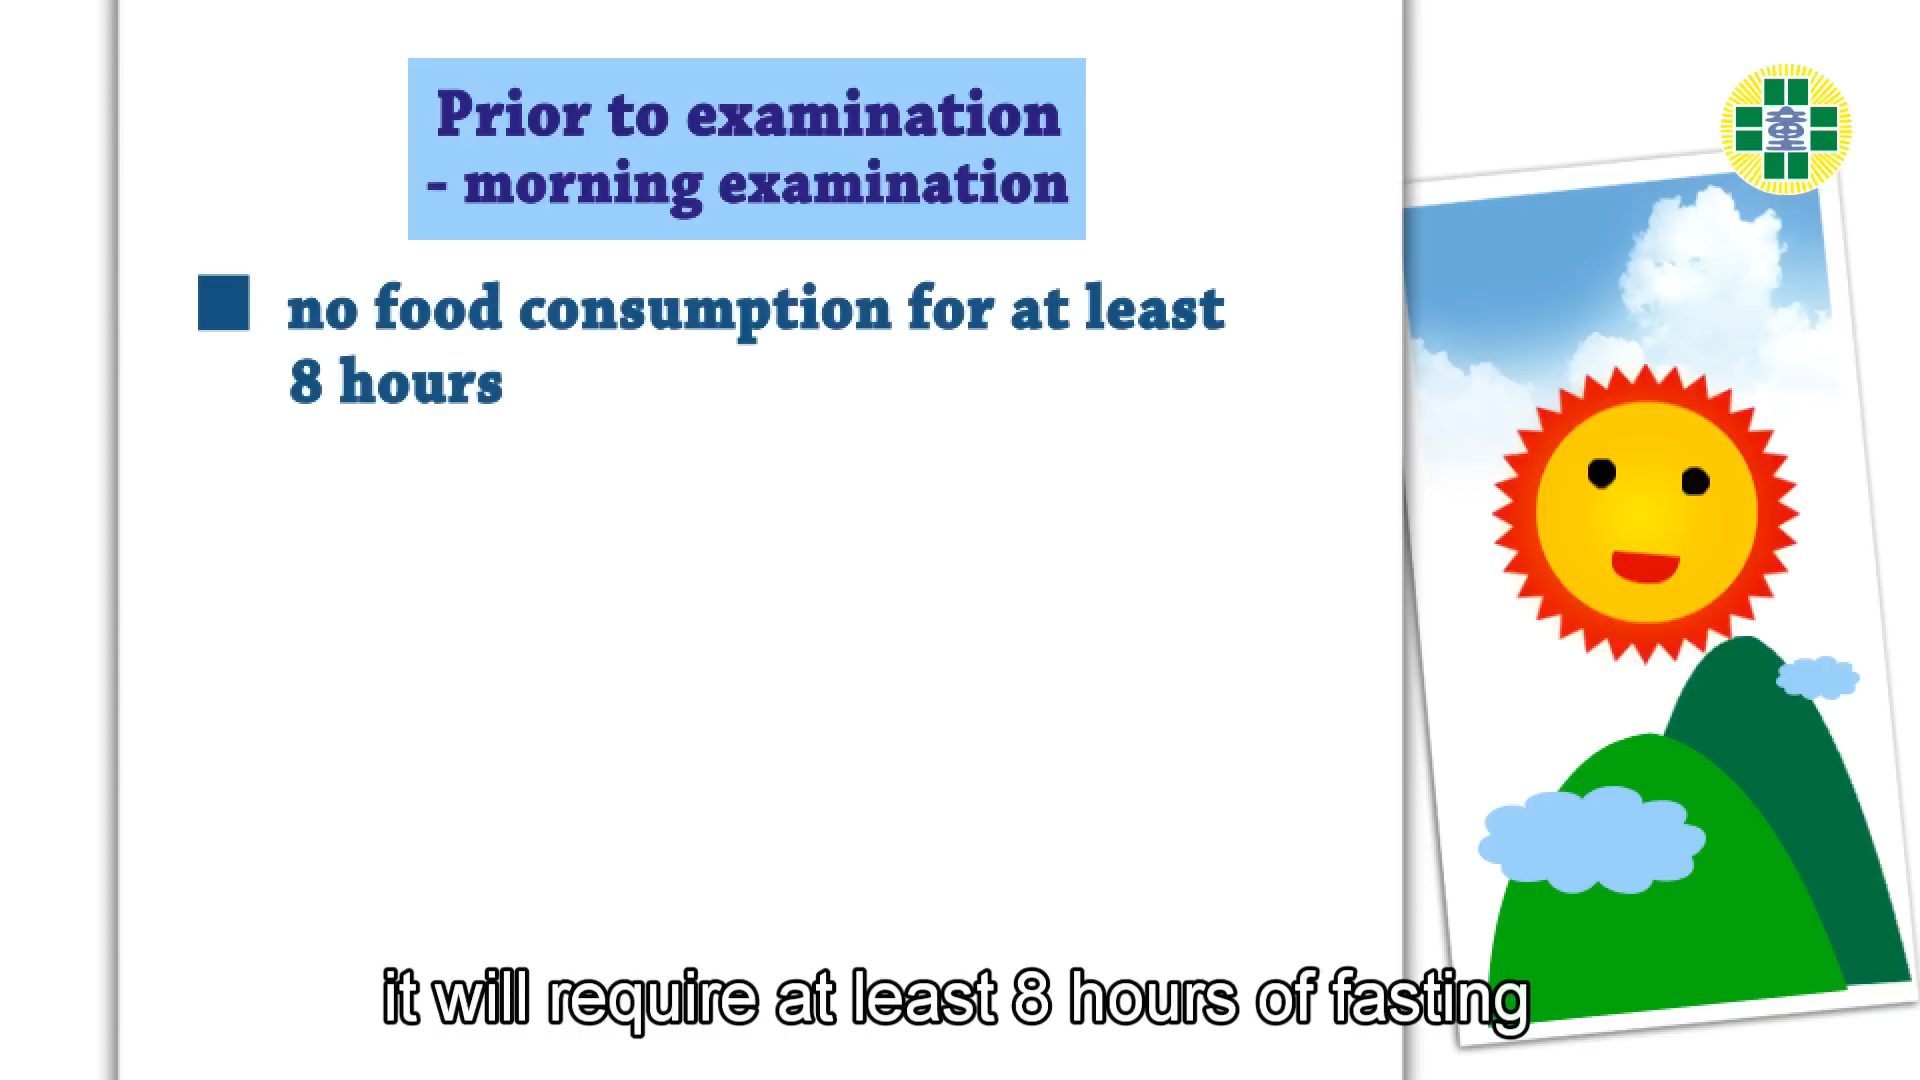 Prior to examination
- morning examination
童
no food consumption for at least
8 hours
it will require at least 8 hours of fasting